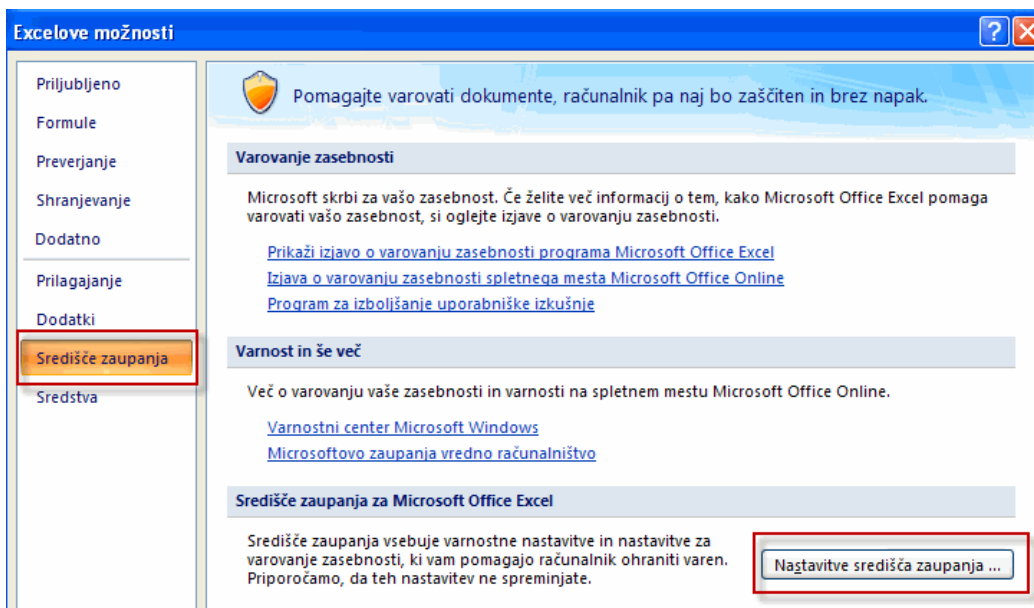 Excelove možnosti
Priljubljeno
Formule
Preverjanje
Shranjevanje
Dodatno
Prilagajanje
Dodatki
Središče zaupanja
Sredstva
Pomagajte varovati dokumente, računalnik pa naj bo zaščiten in brez napak.
Varovanje zasebnosti
Microsoft skrbi za vašo zasebnost. Če želite več informacij o tem, kako Microsoft Office Excel pomaga
varovati vašo zasebnost, si oglejte izjave o varovanju zasebnosti.
Prikaži izjavo o varovanju zasebnosti programa Microsoft Office Excel
Izjava o varovanju zasebnosti spletnega mesta Microsoft Office Online
Program za izboljšanje uporabniške izkušnje
Varnost in še več
Več o varovanju vaše zasebnosti in varnosti na spletnem mestu Microsoft Office Online.
Varnostni center Microsoft Windows
Microsoftovo zaupanja vredno računalništvo
Središče zaupanja za Microsoft Office Excel
Središče zaupanja vsebuje varnostne nastavitve in nastavitve za
varovanje zasebnosti, ki vam pomagajo računalnik ohraniti varen.
Priporočamo, da teh nastavitev ne spreminjate.
Nastavitve središča zaupanja ...